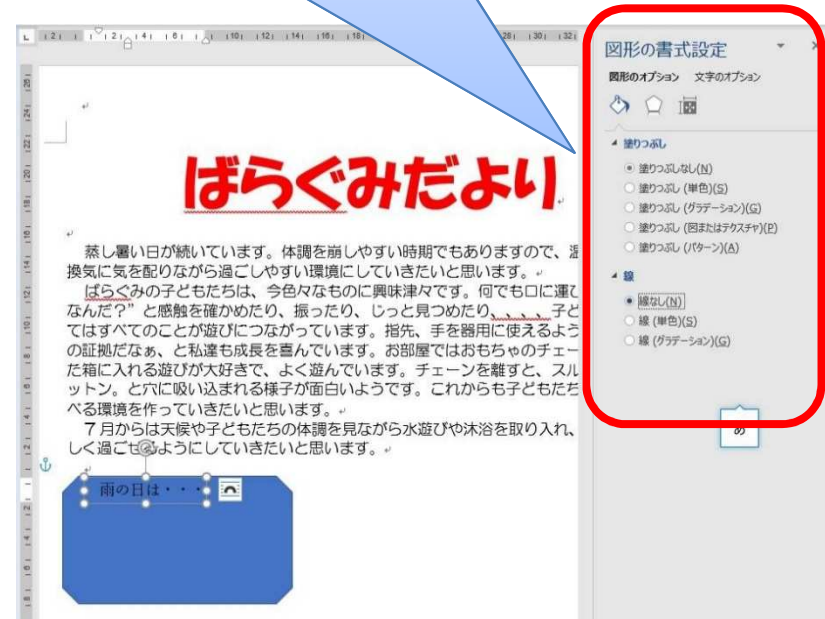 L 12| | | 1 |2| |4| |6| | |10| |12| |14| |16| |18| 28| |30| |32|
図形の書式設定
図形のオプション 文字のオプション
塗りつぶし
塗りつぶしなし(N)
塗りつぶし (単色)(S)
塗りつぶし (グラデーション)(G)
塗りつぶし (図またはテクスチャ)(P)
塗りつぶし (パターン)(A)
線
線なし(N)
線 (単色)(S)
線 (グラデーション)(G)
め
ばらぐみだより
蒸し暑い日が続いています。体調を崩しやすい時期でもありますので、温
換気に気を配りながら過ごしやすい環境にしていきたいと思います。
ばらぐみの子どもたちは、今色々なものに興味津々です。何でも口に運び
なんだ？”と感触を確かめたり、振ったり、じっと見つめたり、、、、子と
てはすべてのことが遊びにつながっています。指先、手を器用に使えるよう
の証拠だなぁ、と私達も成長を喜んでいます。お部屋ではおもちゃのチェー
た箱に入れる遊びが大好きで、よく遊んでいます。チェーンを離すと、スル
ットン。と穴に吸い込まれる様子が面白いようです。これからも子どもたち
べる環境を作っていきたいと思います。
７月からは天候や子どもたちの体調を見ながら水遊びや沐浴を取り入れ、
しく過ごせるようにしていきたいと思います。
雨の日は・・・